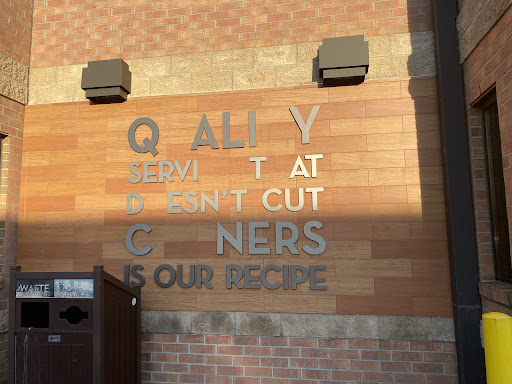 Q ALI Y
SERVI T AT
D ESN'T CUT
C NERS
IS OUR RECIPE
WASTE